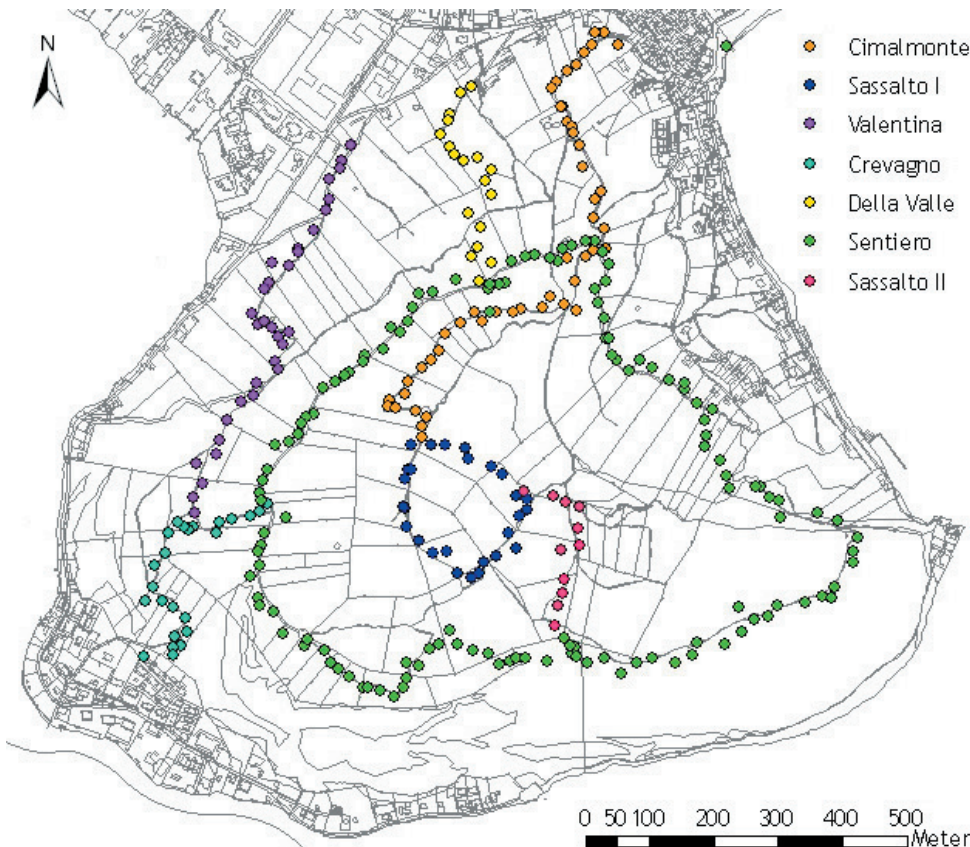 N
Cimalmonte
Sassalto I
Valentina
Crevagno
Della Valle
Sentiero
Sassalto II
0 50 100 200 300 400 500
Meter